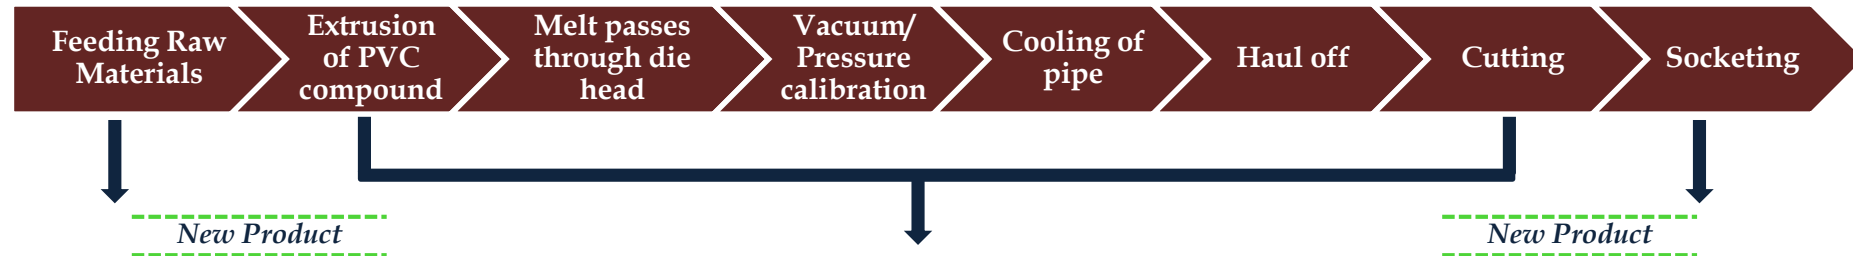 Feeding Raw
Materials
Extrusion
of PVC
compound
Melt passes
through die
head
Vacuum/
Pressure
calibration
Cooling of
pipe
Haul off
Cutting
Socketing
New Product
New Product